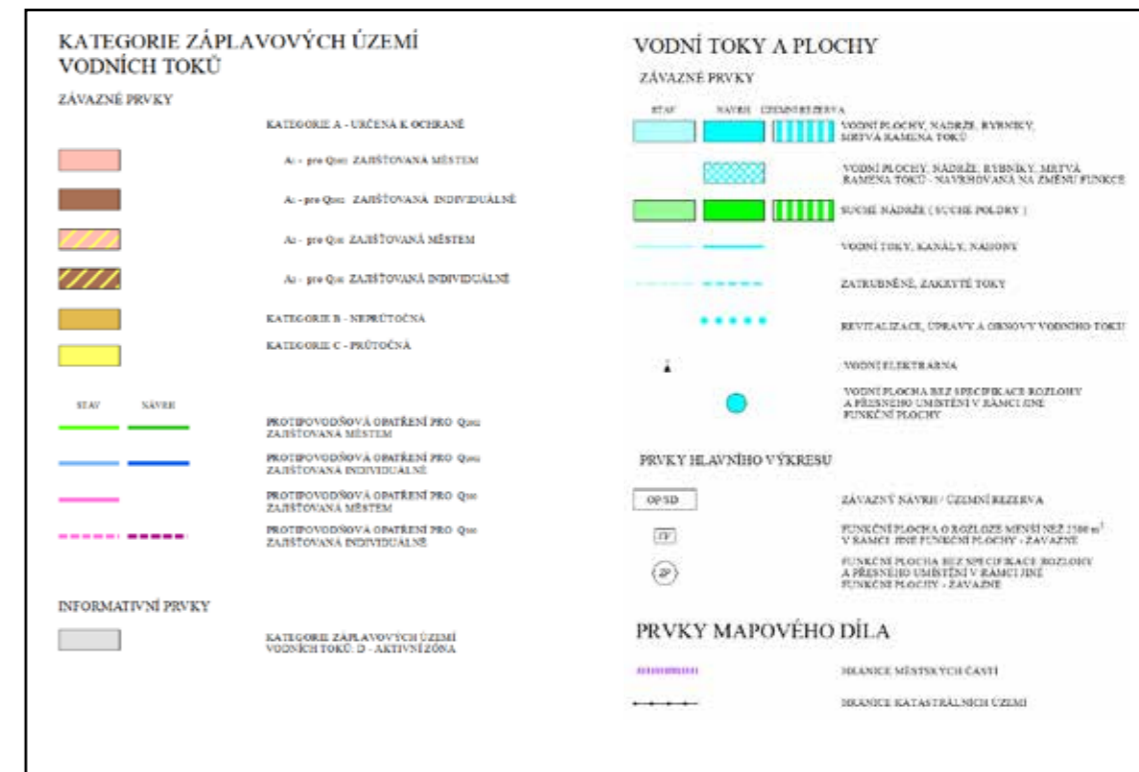 KATEGORIE ZÁPLAVOVÝCH ÚZEMÍ
VODNÍCH TOKŮ
ZÁVAZNÉ PRVKY
KATEGORIE A - URČENÁ K OCHRANĚ
ZAJIŠŤOVANÁ MĚSTEM
ZAJIŠŤOVANÁ INDIVIDUÁLNĚ
ZAJIŠŤOVANÁ MĚSTEM
ZAJIŠŤOVANÁ INDIVIDUÁLNĚ
KATEGORIE B - NEPRŮTOČNÁ
KATEGORIE C - PRŮTOČNÁ
STAV NÁVRH
PROTIPOVODŇOVÁ OPATŘENÍ PRO
ZAJIŠŤOVANÁ MĚSTEM
PROTIPOVODŇOVÁ OPATŘENÍ PRO
ZAJIŠŤOVANÁ INDIVIDUÁLNĚ
PROTIPOVODŇOVÁ OPATŘENÍ PRO
ZAJIŠŤOVANÁ MĚSTEM
PROTIPOVODŇOVÁ OPATŘENÍ PRO
ZAJIŠŤOVANÁ INDIVIDUÁLNĚ
INFORMATIVNÍ PRVKY
KATEGORIE ZÁPLAVOVÝCH ÚZEMÍ
VODNÍCH TOKŮ: D - AKTIVNÍ ZÓNA
VODNÍ TOKY A PLOCHY
ZÁVAZNÉ PRVKY
STAV NÁVRH ÚZEMNÍ REZERVA
VODNÍ PLOCHY, NÁDRŽE, RYBNÍKY,
MRTVÁ RAMENA TOKŮ
VODNÍ PLOCHY, NÁDRŽE, RYBNÍKY, MRTVÁ
RAMENA TOKŮ - NAVRHOVANÁ NA ZMĚNU FUNKCE
SUCHÉ NÁDRŽE ( SUCHÉ POLDRY )
VODNÍ TOKY, KANÁLY, NÁHONY
ZATRUBNĚNÉ, ZAKRYTÉ TOKY
REVITALIZACE, ÚPRAVY A OBNOVY VODNÍHO TOKU
VODNÍ ELEKTRÁRNA
VODNÍ PLOCHA BEZ SPECIFIKACE ROZLOHY
A PŘESNÉHO UMÍSTĚNÍ V RÁMCI JINÉ
FUNKČNÍ PLOCHY
PRVKY HLAVNÍHO VÝKRESU
OP/SD
ZÁVAZNÝ NÁVRH / ÚZEMNÍ REZERVA
FUNKČNÍ PLOCHA O ROZLOZE MENŠÍ NEŽ 2500 m²
V RÁMCI JINÉ FUNKČNÍ PLOCHY - ZÁVAZNÉ
ZP
FUNKČNÍ PLOCHA BEZ SPECIFIKACE ROZLOHY
A PŘESNÉHO UMÍSTĚNÍ V RÁMCI JINÉ
FUNKČNÍ PLOCHY - ZÁVAZNÉ
PRVKY MAPOVÉHO DÍLA
HRANICE MĚSTSKÝCH ČÁSTÍ
HRANICE KATASTRÁLNÍCH ÚZEMÍ